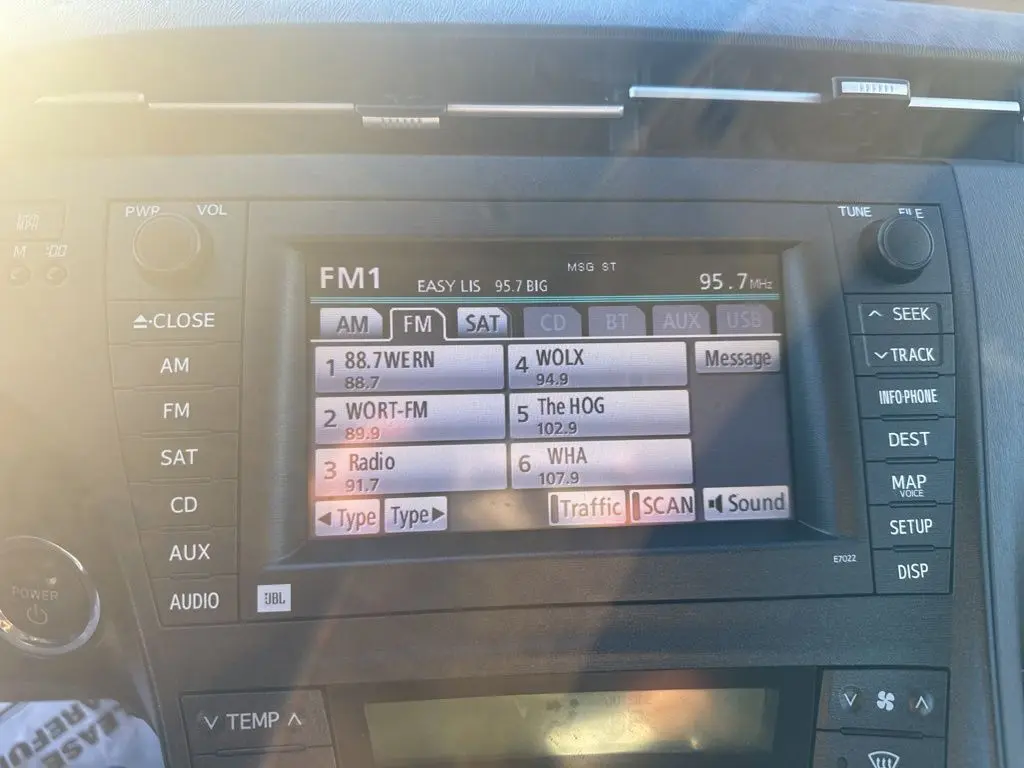 PWR VOL
TUNE FILE
MSG ST
FM1 EASY LIS 95.7 BIG 95.7 MHz
AM FM SAT CD BT AUX USB
1 88.7WERN 88.7
4 WOLX 94.9
Message
2 WORT-FM 89.9
5 The HOG 102.9
3 Radio 91.7
6 WHA 107.9
◀Type Type▶ Traffic SCAN Sound
⏏·CLOSE
AM
FM
SAT
CD
AUX
AUDIO
∧ SEEK
∨TRACK
INFO·PHONE
DEST
MAP
VOICE
SETUP
DISP
E7022
JBL
M :00
POWER
∨ TEMP ∧
∨ ∧